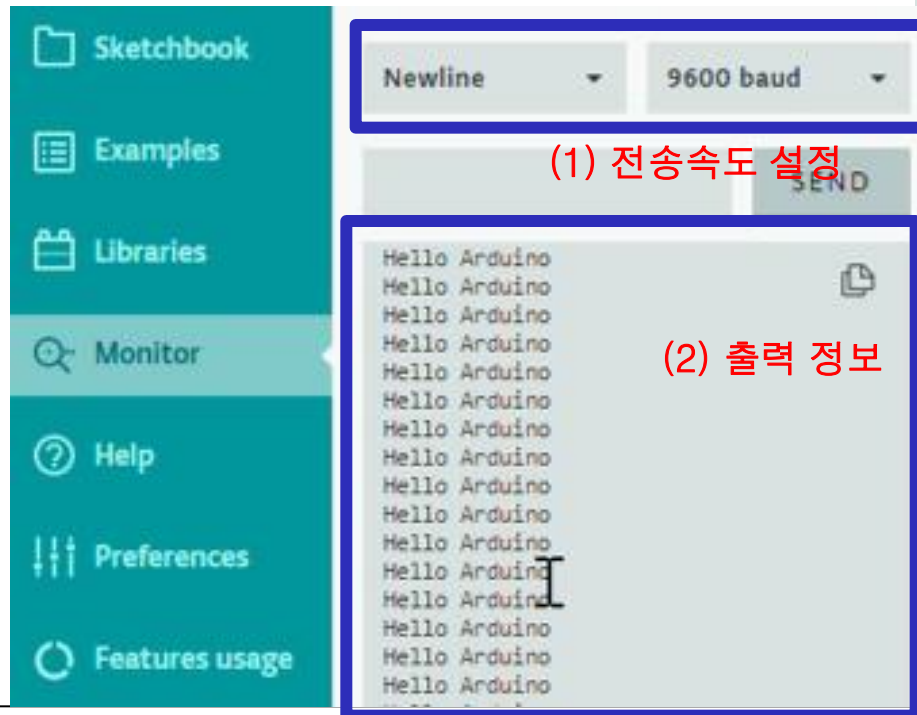 Sketchbook
Newline
9600 baud
Examples
(1) 전송속도 설정
SEND
Libraries
Hello Arduino
Hello Arduino
Hello Arduino
Monitor
Hello Arduino
(2) 출력 정보
Hello Arduino
Hello Arduino
Hello Arduino
Help
Hello Arduino
Hello Arduino
Hello Arduino
Hello Arduino
Preferences
Hello Arduino
Hello Arduino
Hello Arduino
Features usage
Hello Arduino
Hello Arduino